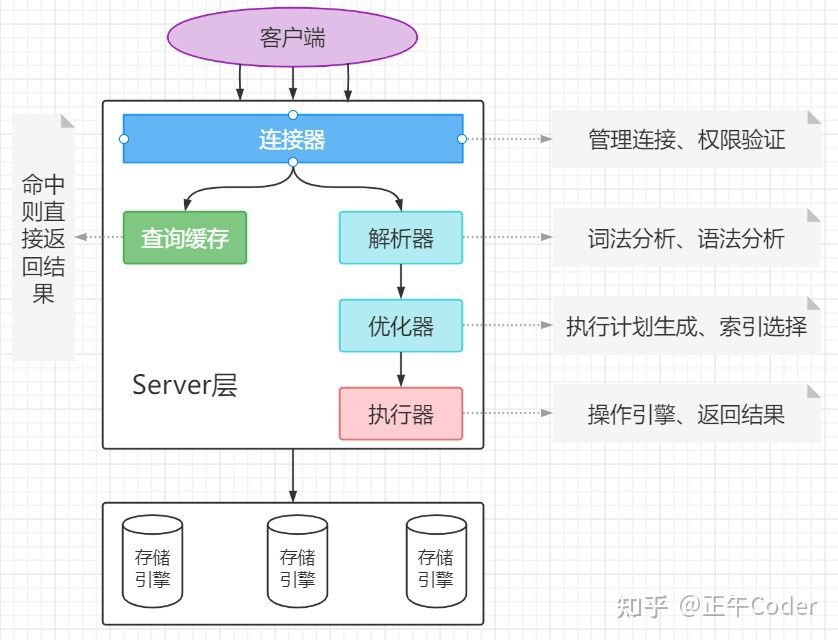 客户端
连接器
管理连接、权限验证
命中
则直
接返
回结
果
查询缓存
解析器
词法分析、语法分析
优化器
执行计划生成、索引选择
Server层
执行器
操作引擎、返回结果
存储
引擎
存储
引擎
存储
引擎
知乎 @正午Coder